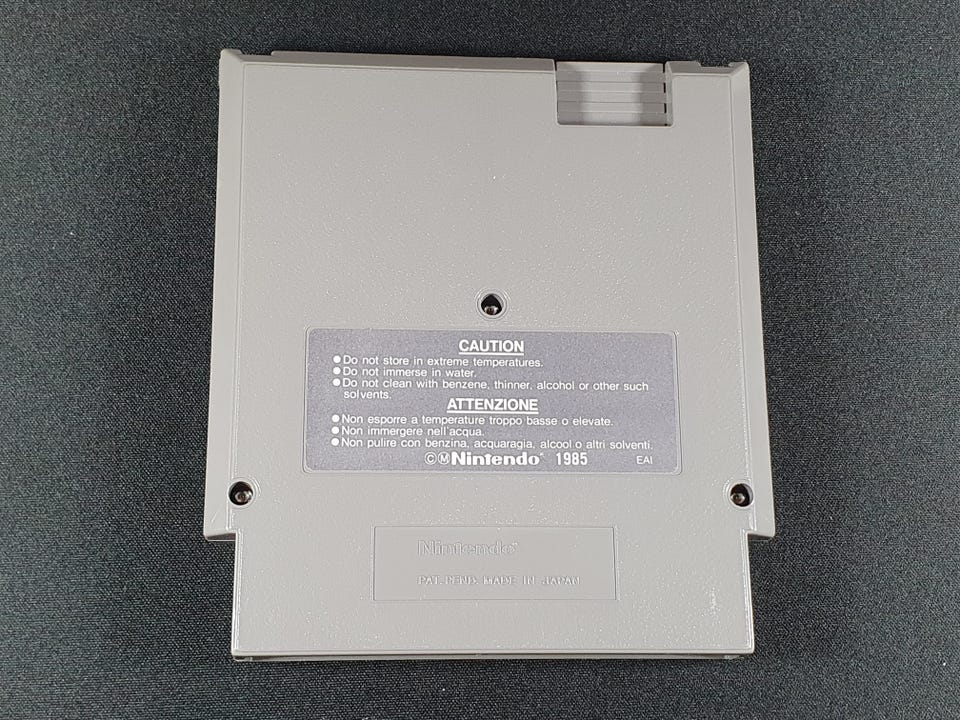 CAUTION
●Do not store in extreme temperatures.
●Do not immerse in water.
●Do not clean with benzene, thinner, alcohol or other such
solvents.
ATTENZIONE
●Non esporre a temperature troppo basse o elevate.
●Non immergere nell'acqua.
●Non pulire con benzina, acquaragia, alcool o altri solventi.
©ⓂNintendo® 1985 EAI
Nintendo®
PAT. PEND. MADE IN JAPAN